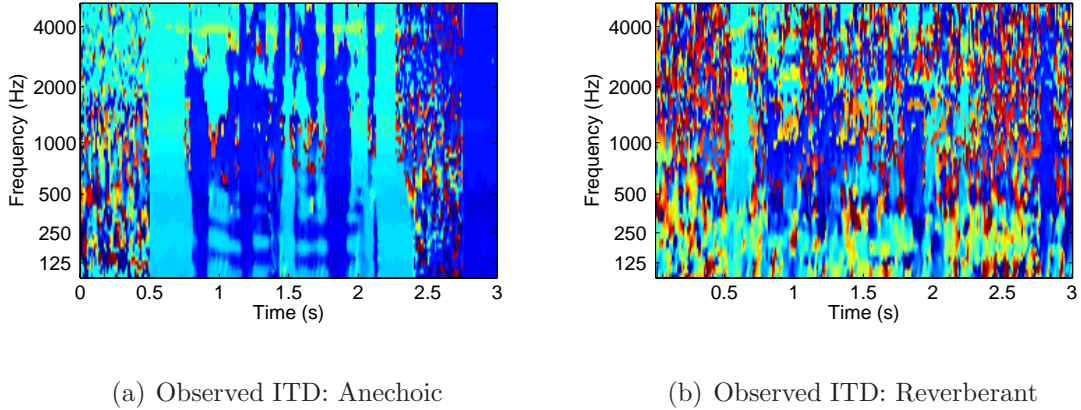 4000
2000
1000
500
250
125
Frequency (Hz)
0 0.5 1 1.5 2 2.5 3
Time (s)
(a) Observed ITD: Anechoic
4000
2000
1000
500
250
125
Frequency (Hz)
0.5 1 1.5 2 2.5 3
Time (s)
(b) Observed ITD: Reverberant